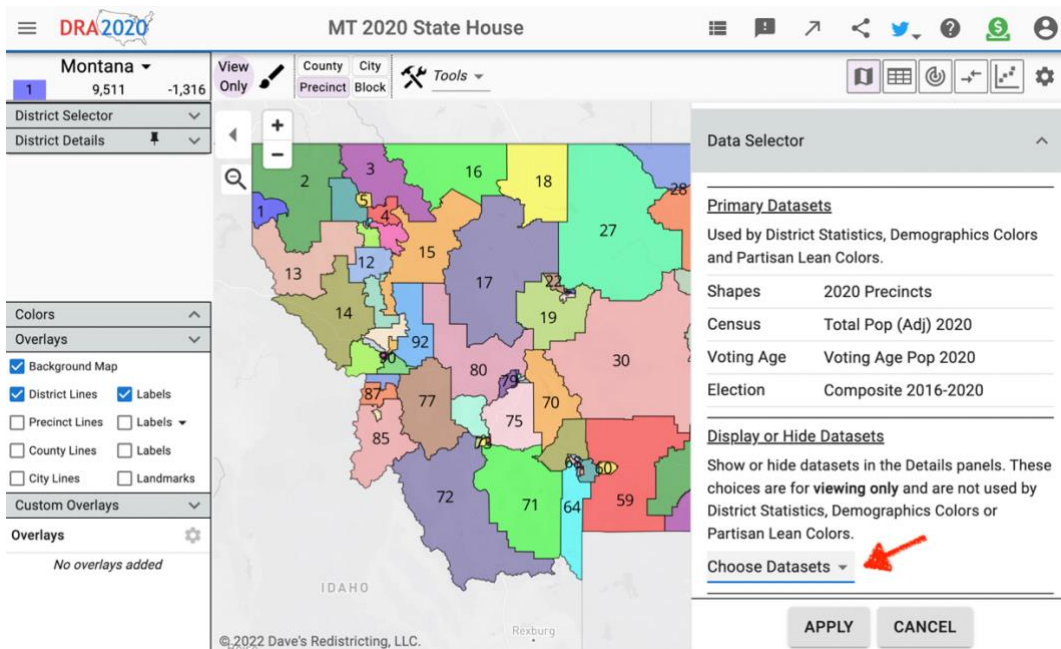 DRA2020
MT 2020 State House
Montana
1 9,511 -1,316
View Only
County City
Precinct Block
Tools
District Selector
District Details
Colors
Overlays
Background Map
District Lines Labels
Precinct Lines Labels
County Lines Labels
City Lines Landmarks
Custom Overlays
Overlays
No overlays added
+
−
1
2
3
4
5
12
13
14
15
16
17
18
19
22
27
28
30
59
60
64
70
71
72
75
77
79
80
85
87
90
92
IDAHO
Rexburg
© 2022 Dave's Redistricting, LLC.
Data Selector
Primary Datasets
Used by District Statistics, Demographics Colors
and Partisan Lean Colors.
Shapes 2020 Precincts
Census Total Pop (Adj) 2020
Voting Age Voting Age Pop 2020
Election Composite 2016-2020
Display or Hide Datasets
Show or hide datasets in the Details panels. These
choices are for viewing only and are not used by
District Statistics, Demographics Colors or
Partisan Lean Colors.
Choose Datasets
APPLY CANCEL